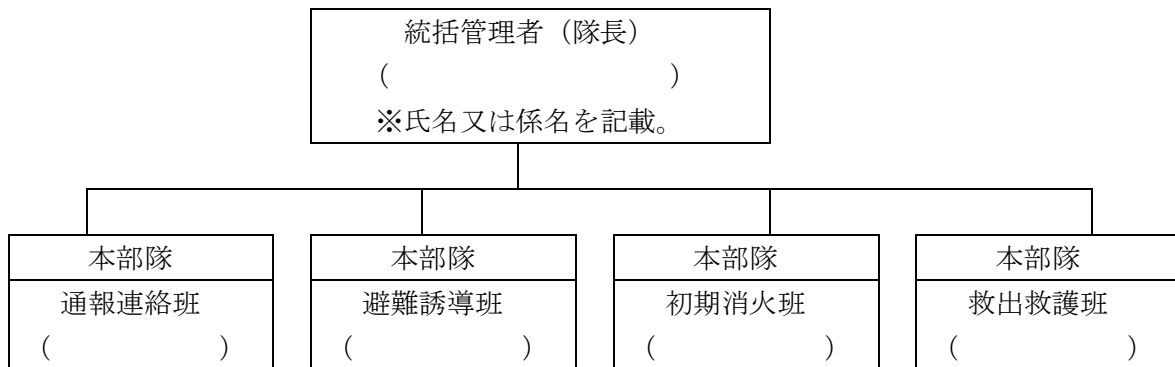 統括管理者（隊長）
（　　　　　　　　　　）
※氏名又は係名を記載。
本部隊
通報連絡班
（　　　　　　）
本部隊
避難誘導班
（　　　　　　）
本部隊
初期消火班
（　　　　　　）
本部隊
救出救護班
（　　　　　　）